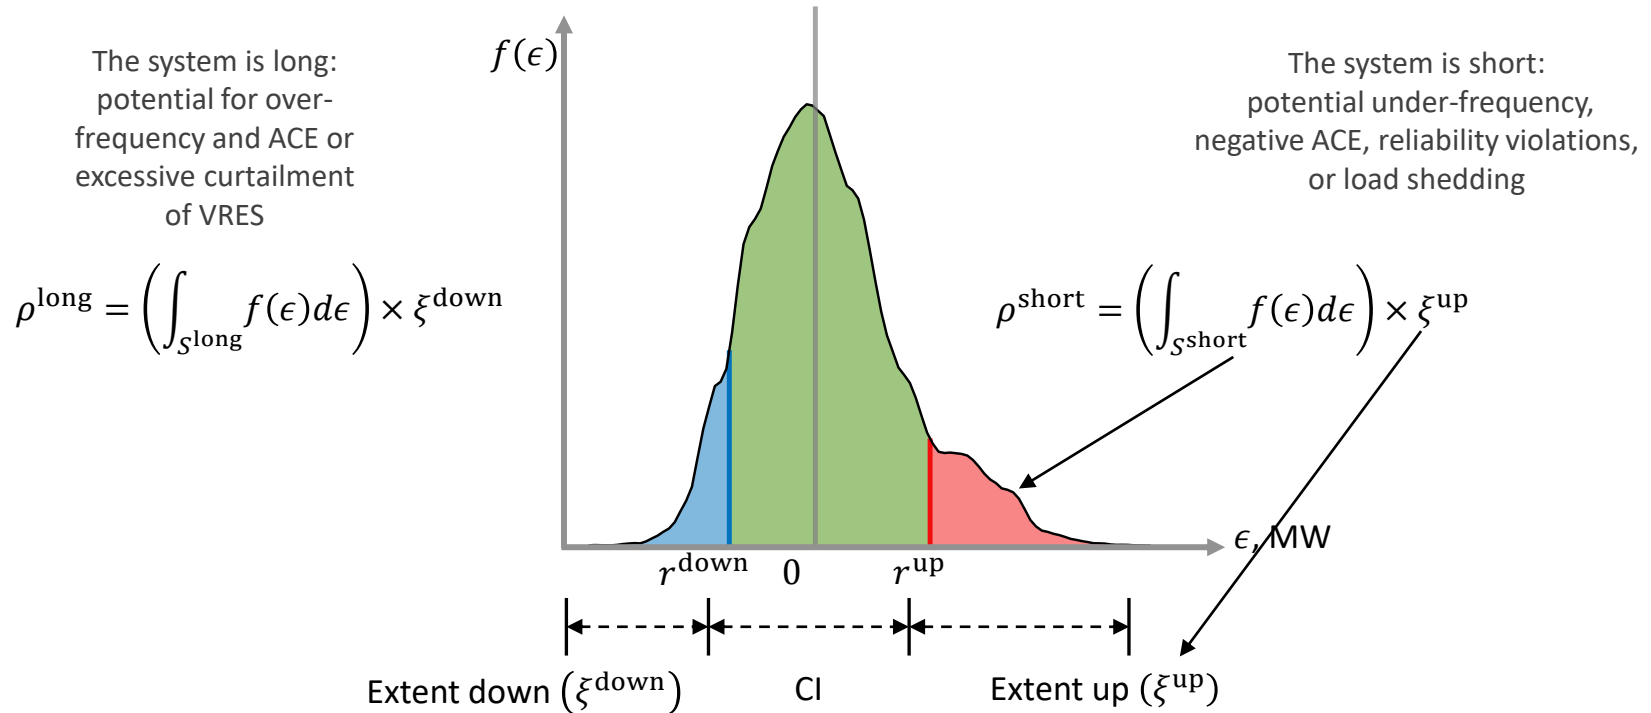 The system is long:
potential for over-
frequency and ACE or
excessive curtailment
of VRES
ρ^long = (∫_{S^long} f(ϵ)dϵ) × ξ^down
f(ϵ)
The system is short:
potential under-frequency,
negative ACE, reliability violations,
or load shedding
ρ^short = (∫_{S^short} f(ϵ)dϵ) × ξ^up
ϵ, MW
r^down 0 r^up
Extent down (ξ^down) CI Extent up (ξ^up)